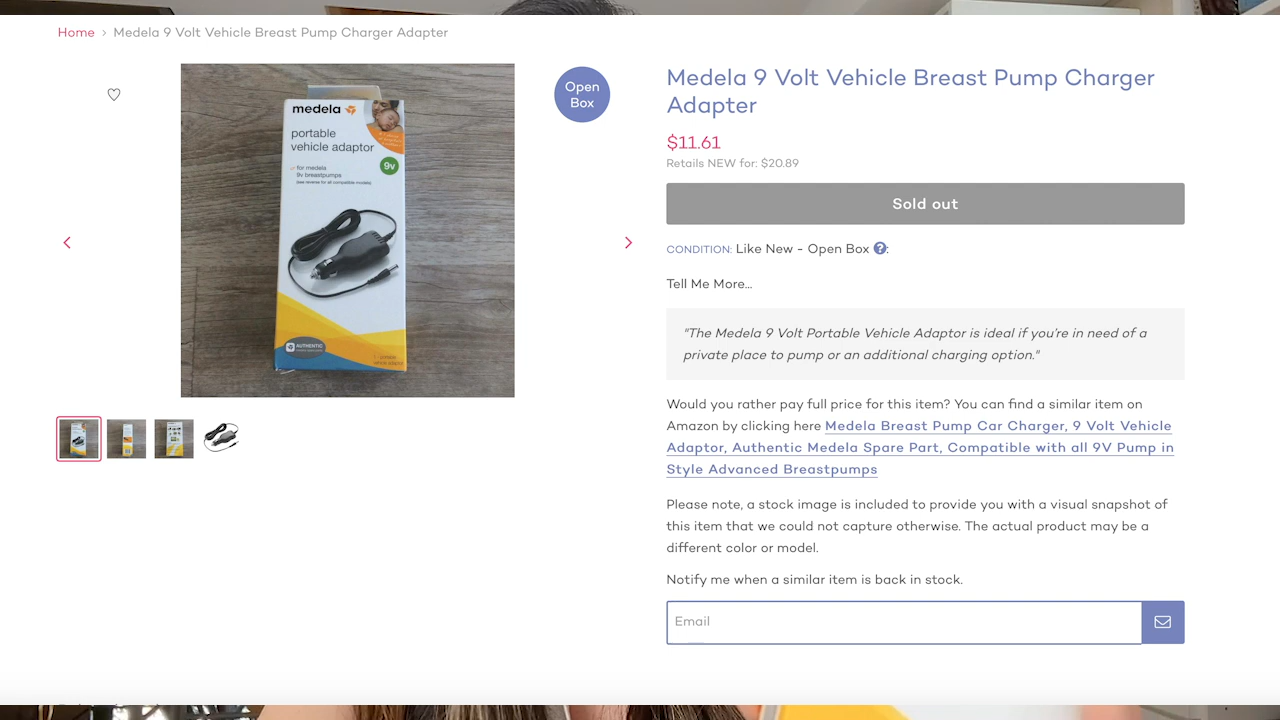 Home > Medela 9 Volt Vehicle Breast Pump Charger Adapter
Open
Box
medela
portable
vehicle adaptor
9v
for medela
9v breastpumps
(see reverse for all compatible models)
AUTHENTIC
Medela 9 Volt Vehicle Breast Pump Charger
Adapter
$11.61
Retails NEW for: $20.89
Sold out
CONDITION: Like New - Open Box ?:
Tell Me More...
"The Medela 9 Volt Portable Vehicle Adaptor is ideal if you're in need of a
private place to pump or an additional charging option."
Would you rather pay full price for this item? You can find a similar item on
Amazon by clicking here Medela Breast Pump Car Charger, 9 Volt Vehicle
Adaptor, Authentic Medela Spare Part, Compatible with all 9V Pump in
Style Advanced Breastpumps
Please note, a stock image is included to provide you with a visual snapshot of
this item that we could not capture otherwise. The actual product may be a
different color or model.
Notify me when a similar item is back in stock.
Email